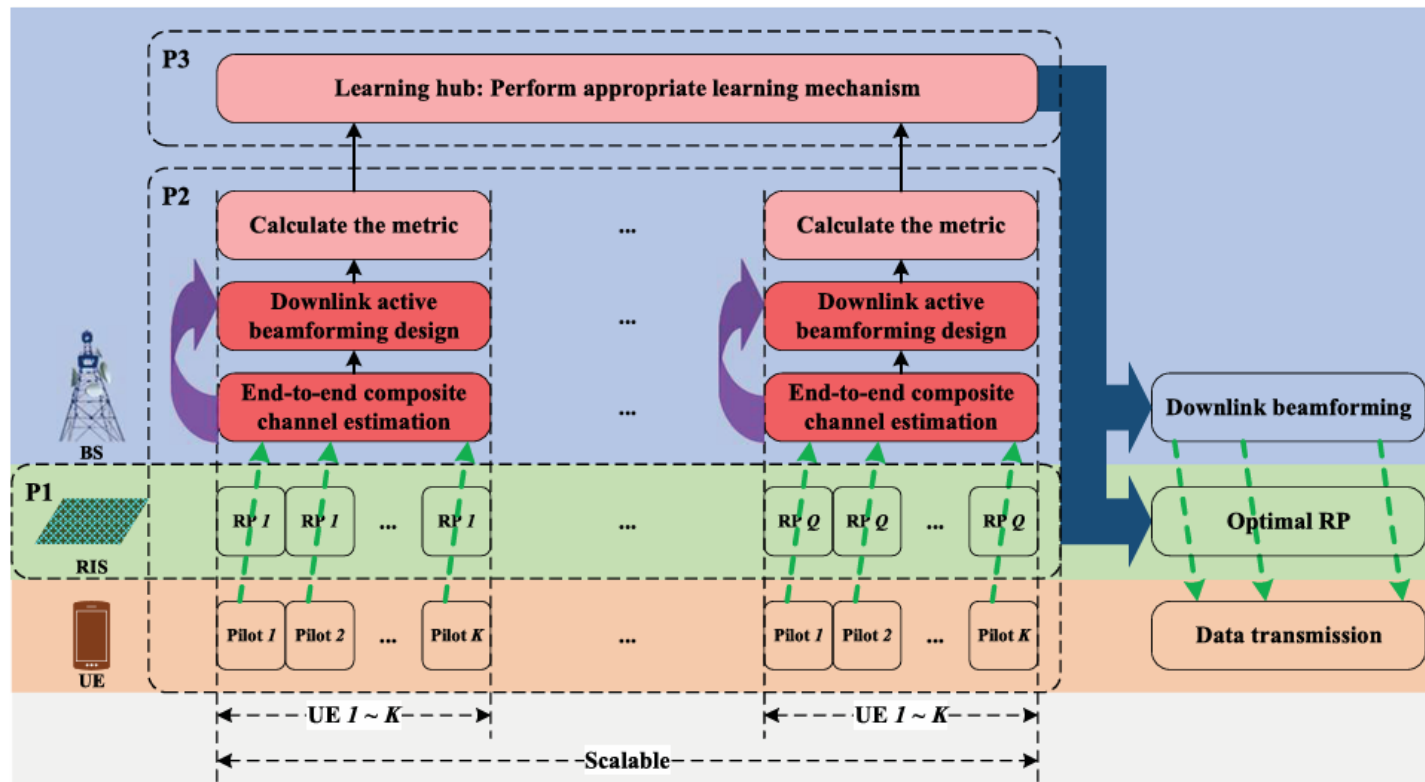 P3
Learning hub: Perform appropriate learning mechanism
P2
Calculate the metric
...
Calculate the metric
Downlink active
beamforming design
...
Downlink active
beamforming design
End-to-end composite
channel estimation
...
End-to-end composite
channel estimation
Downlink beamforming
BS
P1
RP 1
RP 1
...
RP 1
...
RP Q
RP Q
...
RP Q
Optimal RP
RIS
Pilot 1
Pilot 2
...
Pilot K
...
Pilot 1
Pilot 2
...
Pilot K
Data transmission
UE
UE 1 ~ K
UE 1 ~ K
Scalable